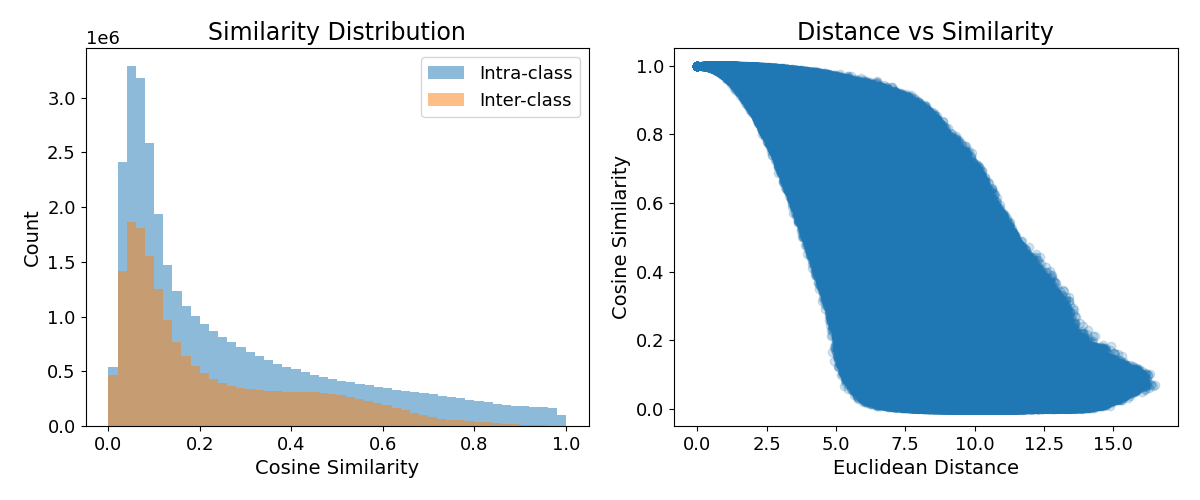 Similarity Distribution
1e6
3.0
2.5
2.0
1.5
1.0
0.5
0.0
Count
0.0 0.2 0.4 0.6 0.8 1.0
Cosine Similarity
Intra-class
Inter-class
Distance vs Similarity
1.0
0.8
0.6
0.4
0.2
0.0
Cosine Similarity
0.0 2.5 5.0 7.5 10.0 12.5 15.0
Euclidean Distance